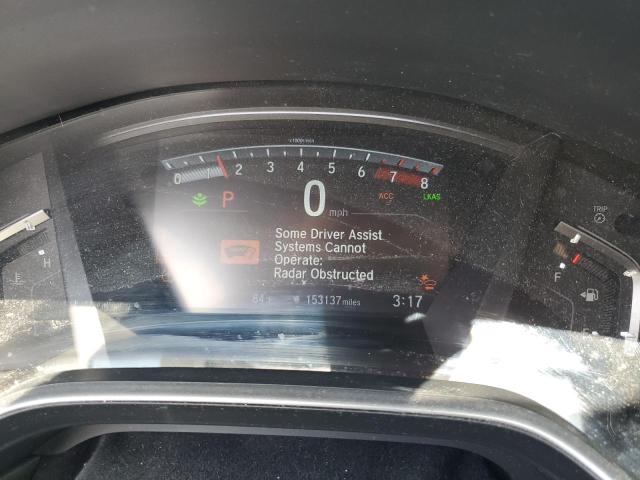 x1000r/min
0 1 2 3 4 5 6 7 8
P
0 mph
ACC
LKAS
TRIP
Some Driver Assist
Systems Cannot
Operate:
Radar Obstructed
H
F
153137 miles
3:17